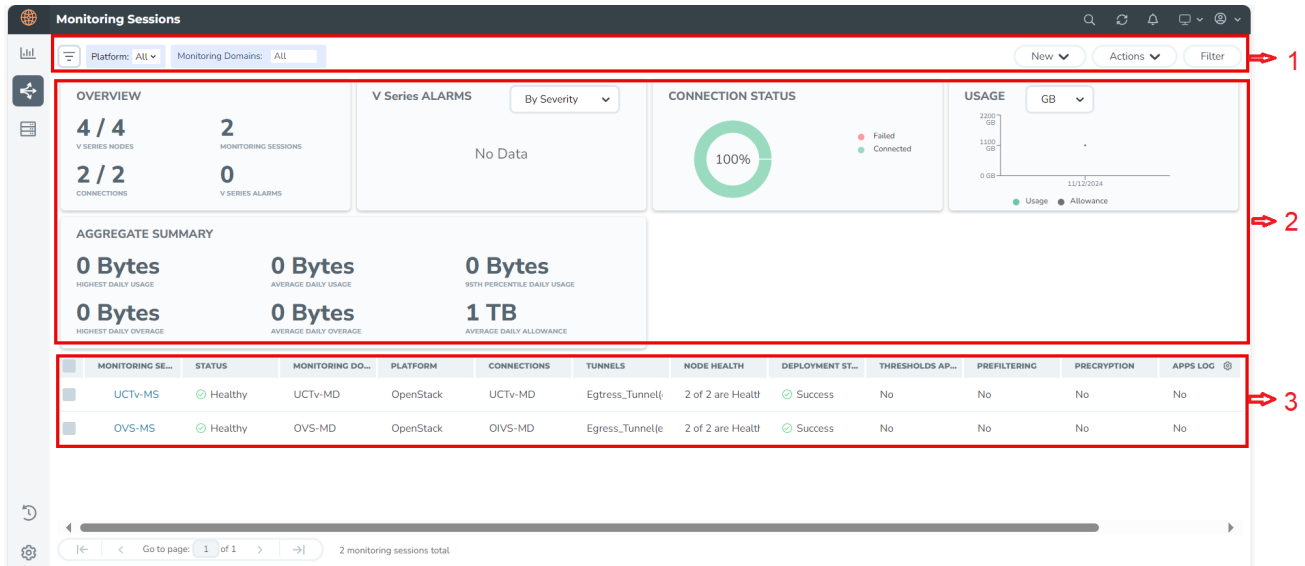 Monitoring Sessions
Platform: All Monitoring Domains: All New Actions Filter
1
OVERVIEW
4 / 4 2
V SERIES NODES MONITORING SESSIONS
2 / 2 0
CONNECTIONS V SERIES ALARMS
V Series ALARMS By Severity
No Data
CONNECTION STATUS
100%
Failed
Connected
USAGE GB
2200 GB
1100 GB
0 GB
11/12/2024
Usage Allowance
2
AGGREGATE SUMMARY
0 Bytes 0 Bytes 0 Bytes
HIGHEST DAILY USAGE AVERAGE DAILY USAGE 95TH PERCENTILE DAILY USAGE
0 Bytes 0 Bytes 1 TB
HIGHEST DAILY OVERAGE AVERAGE DAILY OVERAGE AVERAGE DAILY ALLOWANCE
MONITORING SE... STATUS MONITORING DO... PLATFORM CONNECTIONS TUNNELS NODE HEALTH DEPLOYMENT ST... THRESHOLDS AP... PREFILTERING PRECRYPTION APPS LOG
UCTv-MS Healthy UCTv-MD OpenStack UCTv-MD Egtress_Tunnel( 2 of 2 are Healt Success No No No No
3
OVS-MS Healthy OVS-MD OpenStack OIVS-MD Egress_Tunnel(e 2 of 2 are Healt Success No No No No
Go to page: 1 of 1 2 monitoring sessions total